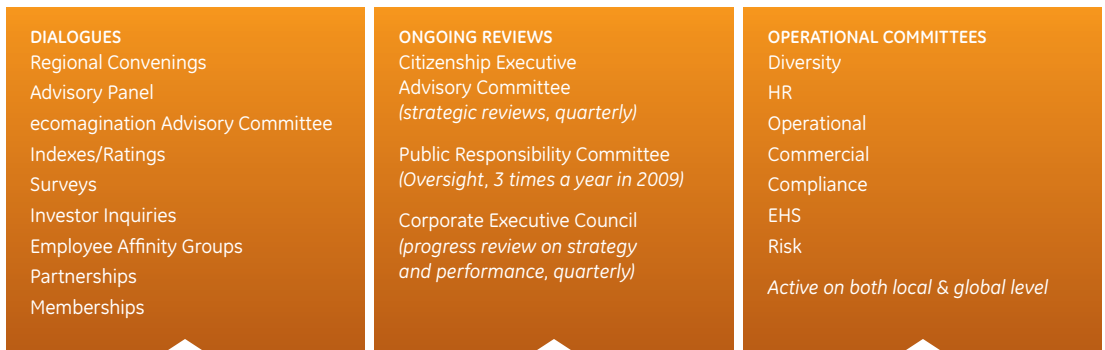 DIALOGUES
Regional Convenings
Advisory Panel
ecomagination Advisory Committee
Indexes/Ratings
Surveys
Investor Inquiries
Employee Affinity Groups
Partnerships
Memberships
ONGOING REVIEWS
Citizenship Executive
Advisory Committee
(strategic reviews, quarterly)
Public Responsibility Committee
(Oversight, 3 times a year in 2009)
Corporate Executive Council
(progress review on strategy
and performance, quarterly)
OPERATIONAL COMMITTEES
Diversity
HR
Operational
Commercial
Compliance
EHS
Risk
Active on both local & global level